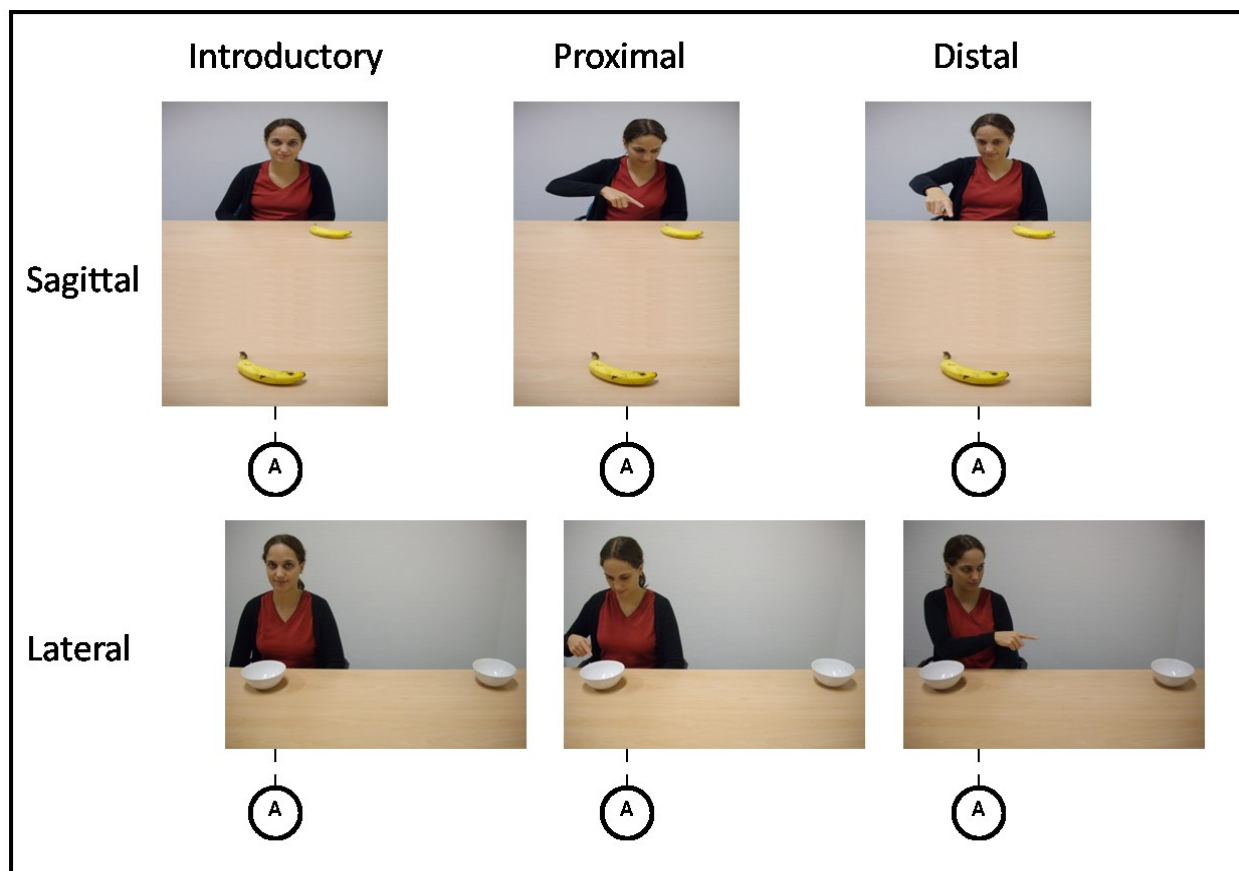 Introductory Proximal Distal
Sagittal
A A A
Lateral
A A A